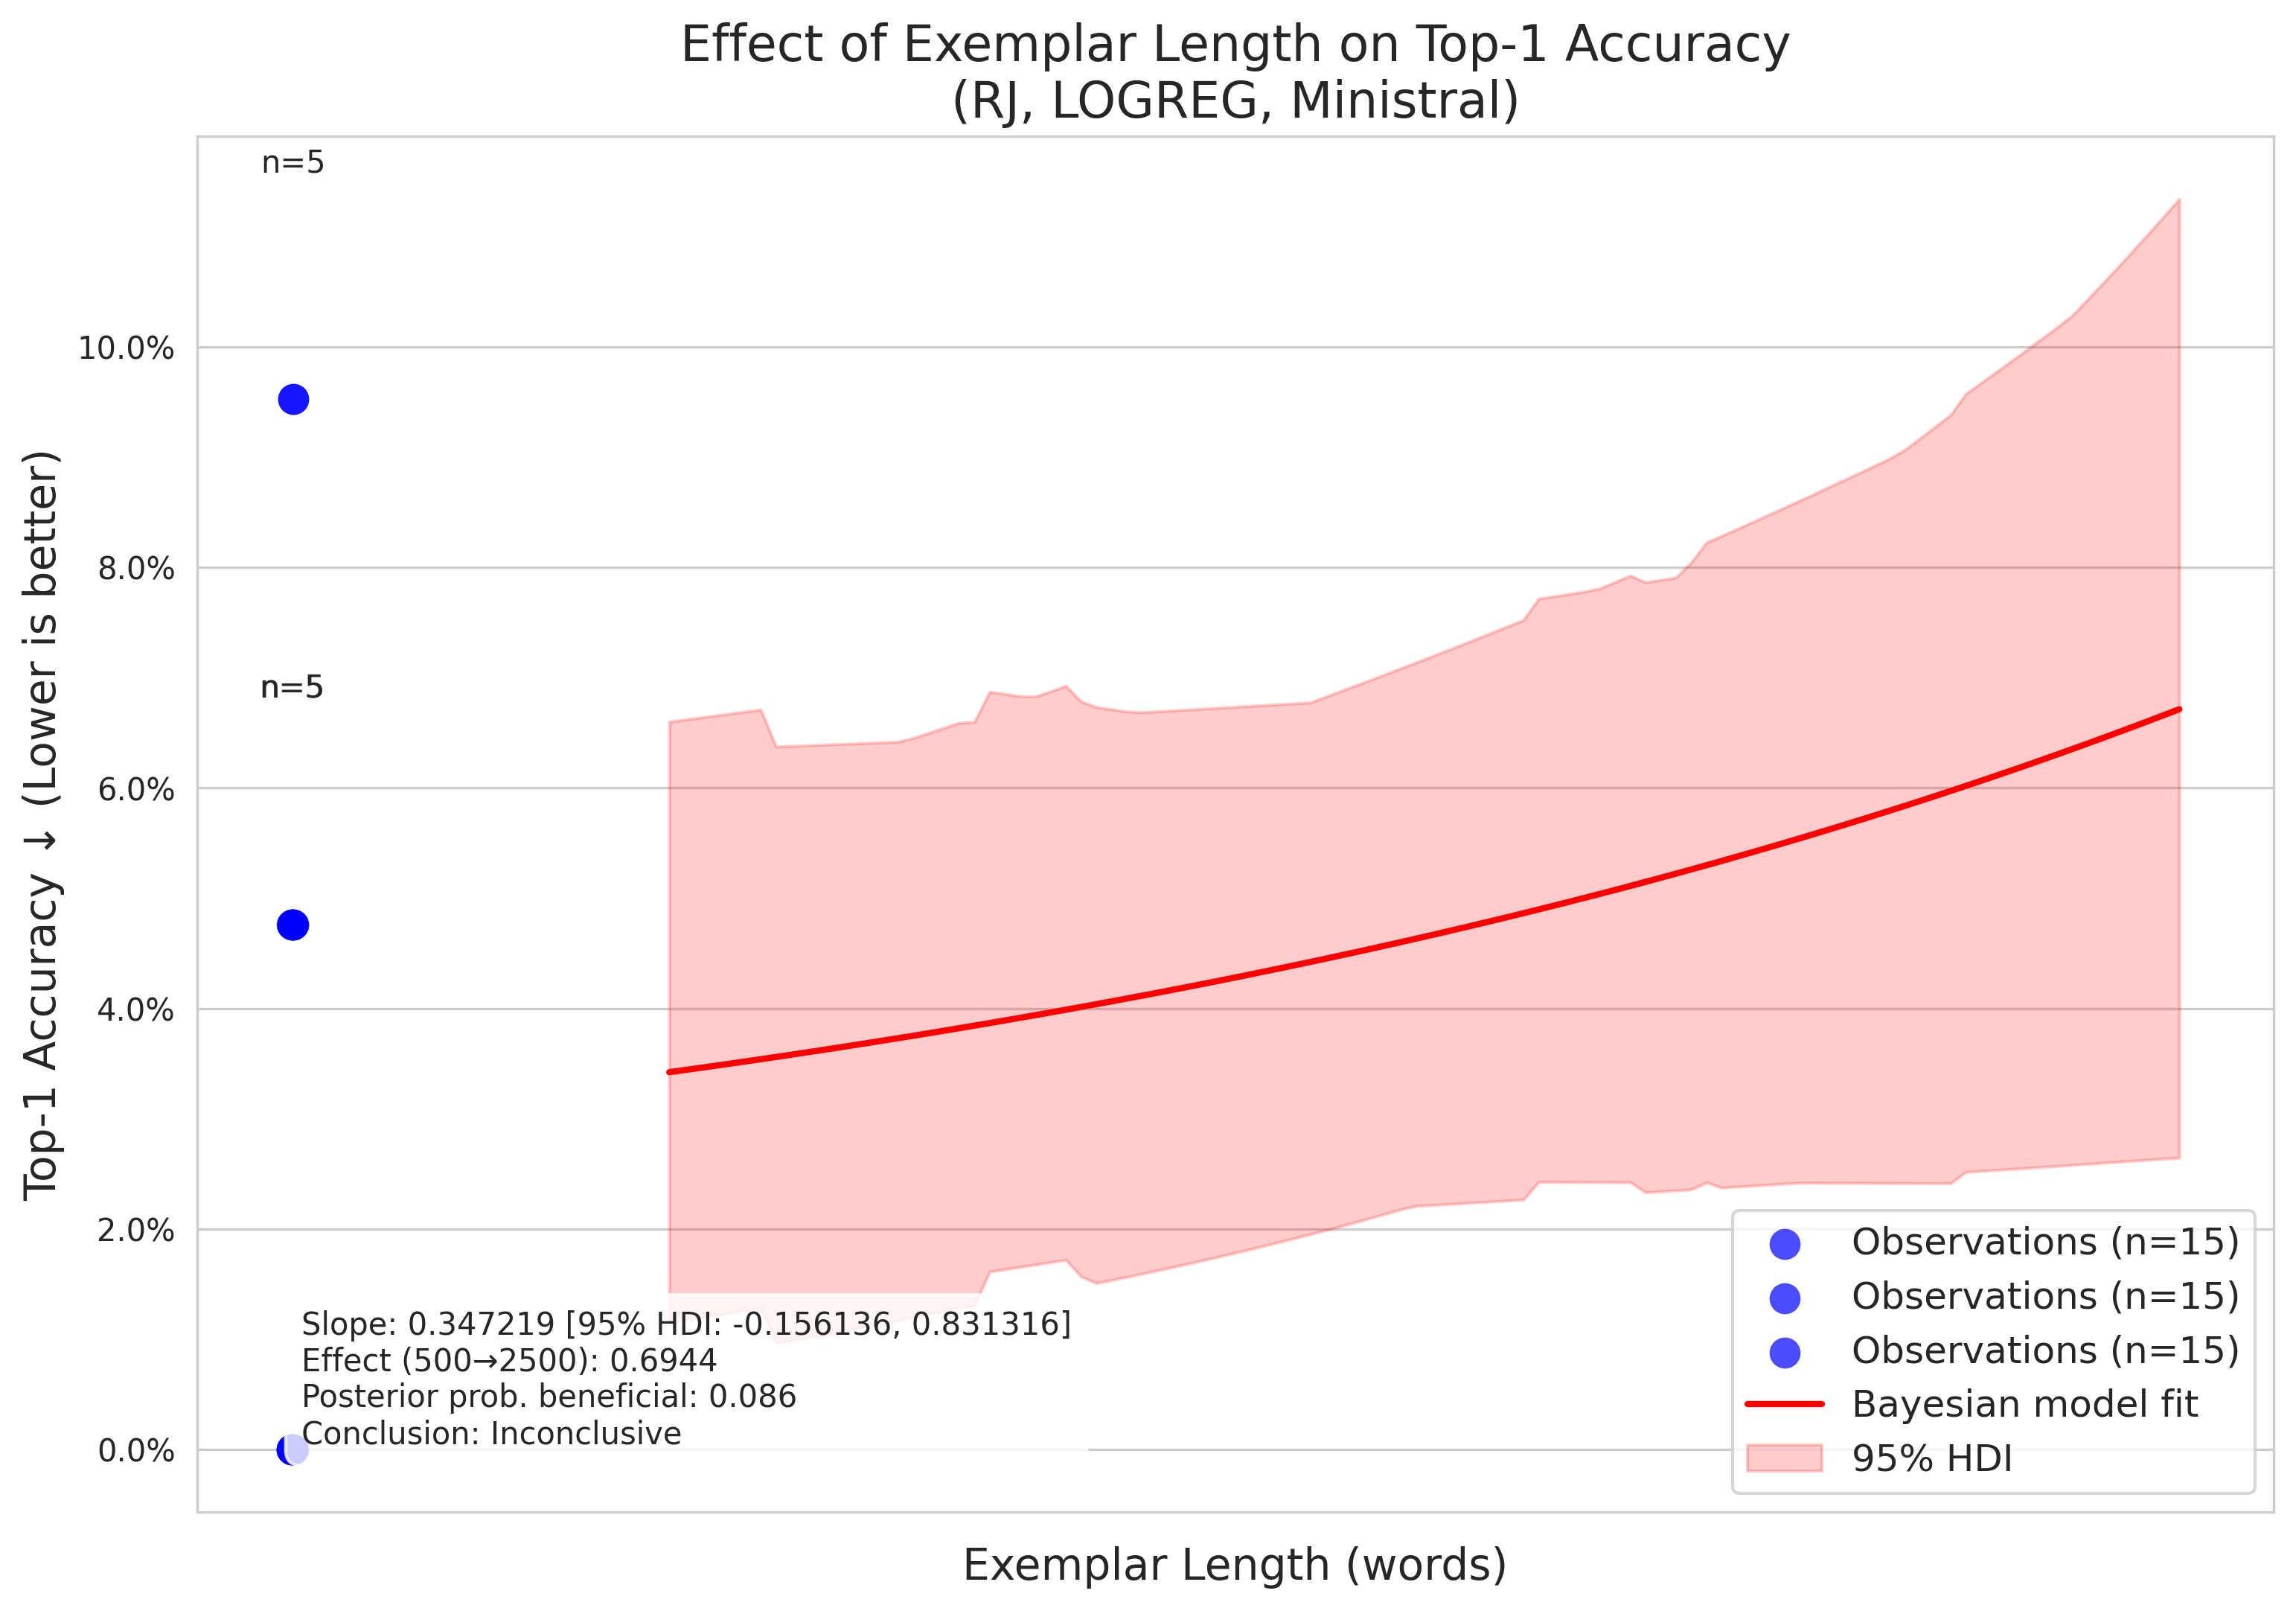 Effect of Exemplar Length on Top-1 Accuracy
(RJ, LOGREG, Ministral)
n=5
10.0%
8.0%
n=5
6.0%
4.0%
2.0%
0.0%
Top-1 Accuracy ↓ (Lower is better)
Slope: 0.347219 [95% HDI: -0.156136, 0.831316]
Effect (500→2500): 0.6944
Posterior prob. beneficial: 0.086
Conclusion: Inconclusive
Observations (n=15)
Observations (n=15)
Observations (n=15)
Bayesian model fit
95% HDI
Exemplar Length (words)